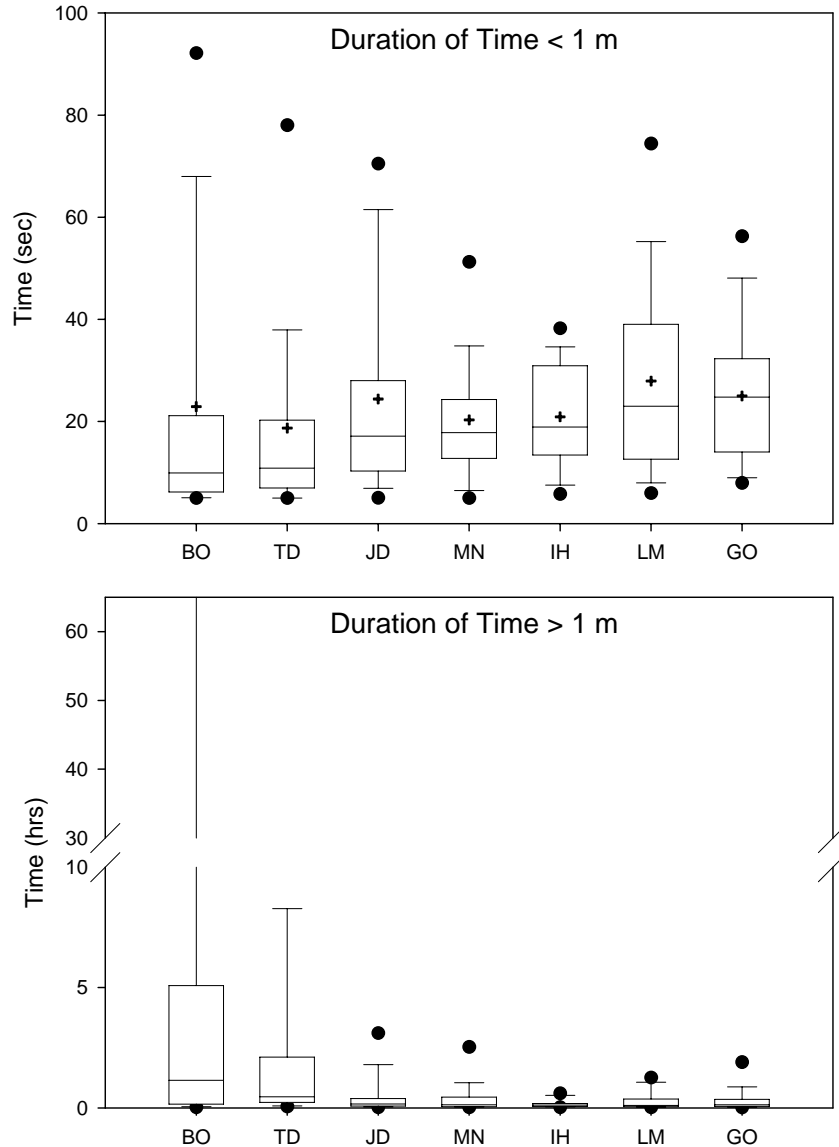 Duration of Time < 1 m
100
80
60
40
20
0
Time (sec)
BO TD JD MN IH LM GO
Duration of Time > 1 m
60
50
40
30
10
5
0
Time (hrs)
BO TD JD MN IH LM GO